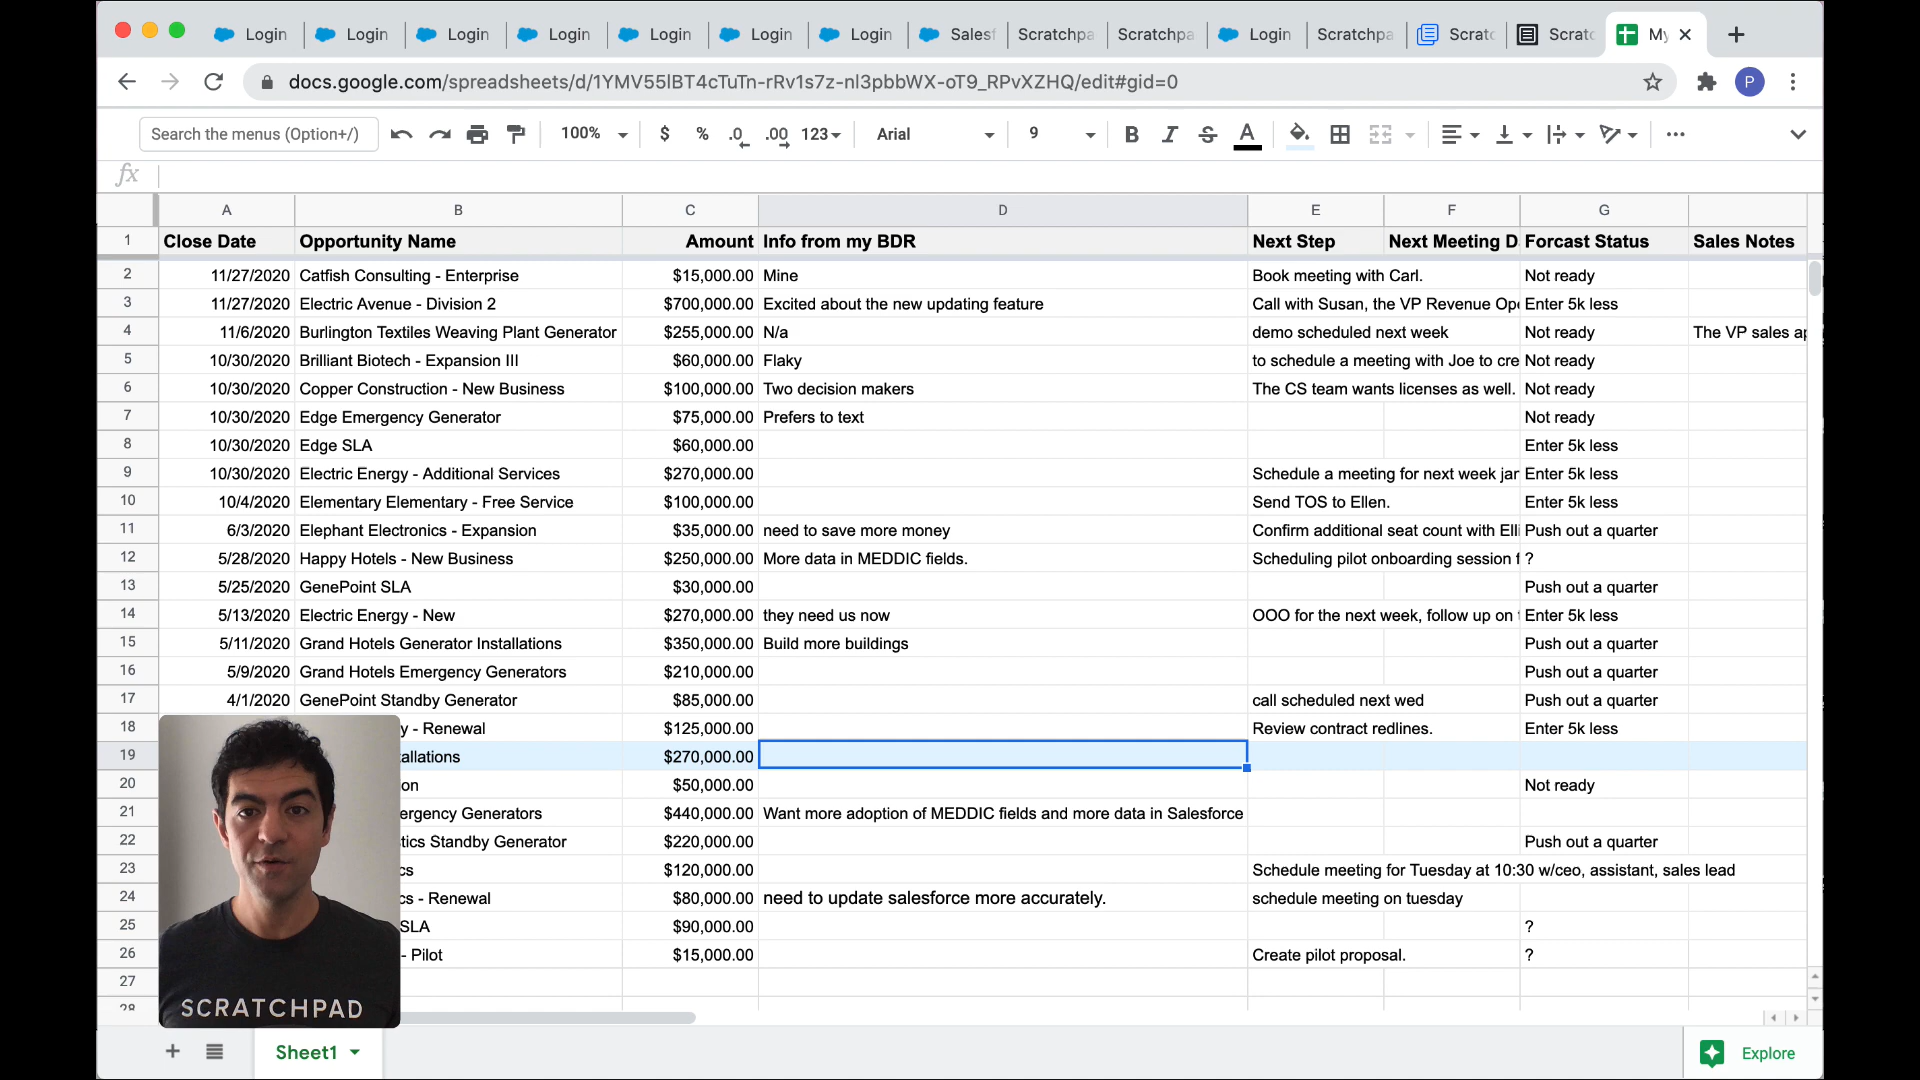 Login Login Login Login Login Login Login Salesf Scratchpa Scratchpa Login Scratchpa Scratc Scratc My
docs.google.com/spreadsheets/d/1YMV55lBT4cTuTn-rRv1s7z-nl3pbbWX-oT9_RPvXZHQ/edit#gid=0 P
Search the menus (Option+/) 100% $ % .0 .00 123 Arial 9 B I S A
fx
A B C D E F G
1 Close Date Opportunity Name Amount Info from my BDR Next Step Next Meeting D Forcast Status Sales Notes
2 11/27/2020 Catfish Consulting - Enterprise $15,000.00 Mine Book meeting with Carl. Not ready
3 11/27/2020 Electric Avenue - Division 2 $700,000.00 Excited about the new updating feature Call with Susan, the VP Revenue Ope Enter 5k less
4 11/6/2020 Burlington Textiles Weaving Plant Generator $255,000.00 N/a demo scheduled next week Not ready The VP sales ap
5 10/30/2020 Brilliant Biotech - Expansion III $60,000.00 Flaky to schedule a meeting with Joe to cre Not ready
6 10/30/2020 Copper Construction - New Business $100,000.00 Two decision makers The CS team wants licenses as well. Not ready
7 10/30/2020 Edge Emergency Generator $75,000.00 Prefers to text Not ready
8 10/30/2020 Edge SLA $60,000.00 Enter 5k less
9 10/30/2020 Electric Energy - Additional Services $270,000.00 Schedule a meeting for next week jan Enter 5k less
10 10/4/2020 Elementary Elementary - Free Service $100,000.00 Send TOS to Ellen. Enter 5k less
11 6/3/2020 Elephant Electronics - Expansion $35,000.00 need to save more money Confirm additional seat count with Elli Push out a quarter
12 5/28/2020 Happy Hotels - New Business $250,000.00 More data in MEDDIC fields. Scheduling pilot onboarding session f ?
13 5/25/2020 GenePoint SLA $30,000.00 Push out a quarter
14 5/13/2020 Electric Energy - New $270,000.00 they need us now OOO for the next week, follow up on Enter 5k less
15 5/11/2020 Grand Hotels Generator Installations $350,000.00 Build more buildings Push out a quarter
16 5/9/2020 Grand Hotels Emergency Generators $210,000.00 Push out a quarter
17 4/1/2020 GenePoint Standby Generator $85,000.00 call scheduled next wed Push out a quarter
18 y - Renewal $125,000.00 Review contract redlines. Enter 5k less
19 allations $270,000.00
20 on $50,000.00 Not ready
21 ergency Generators $440,000.00 Want more adoption of MEDDIC fields and more data in Salesforce
22 tics Standby Generator $220,000.00 Push out a quarter
23 cs $120,000.00 Schedule meeting for Tuesday at 10:30 w/ceo, assistant, sales lead
24 cs - Renewal $80,000.00 need to update salesforce more accurately. schedule meeting on tuesday
25 SLA $90,000.00 ?
26 - Pilot $15,000.00 Create pilot proposal. ?
27
28
SCRATCHPAD
Sheet1 Explore